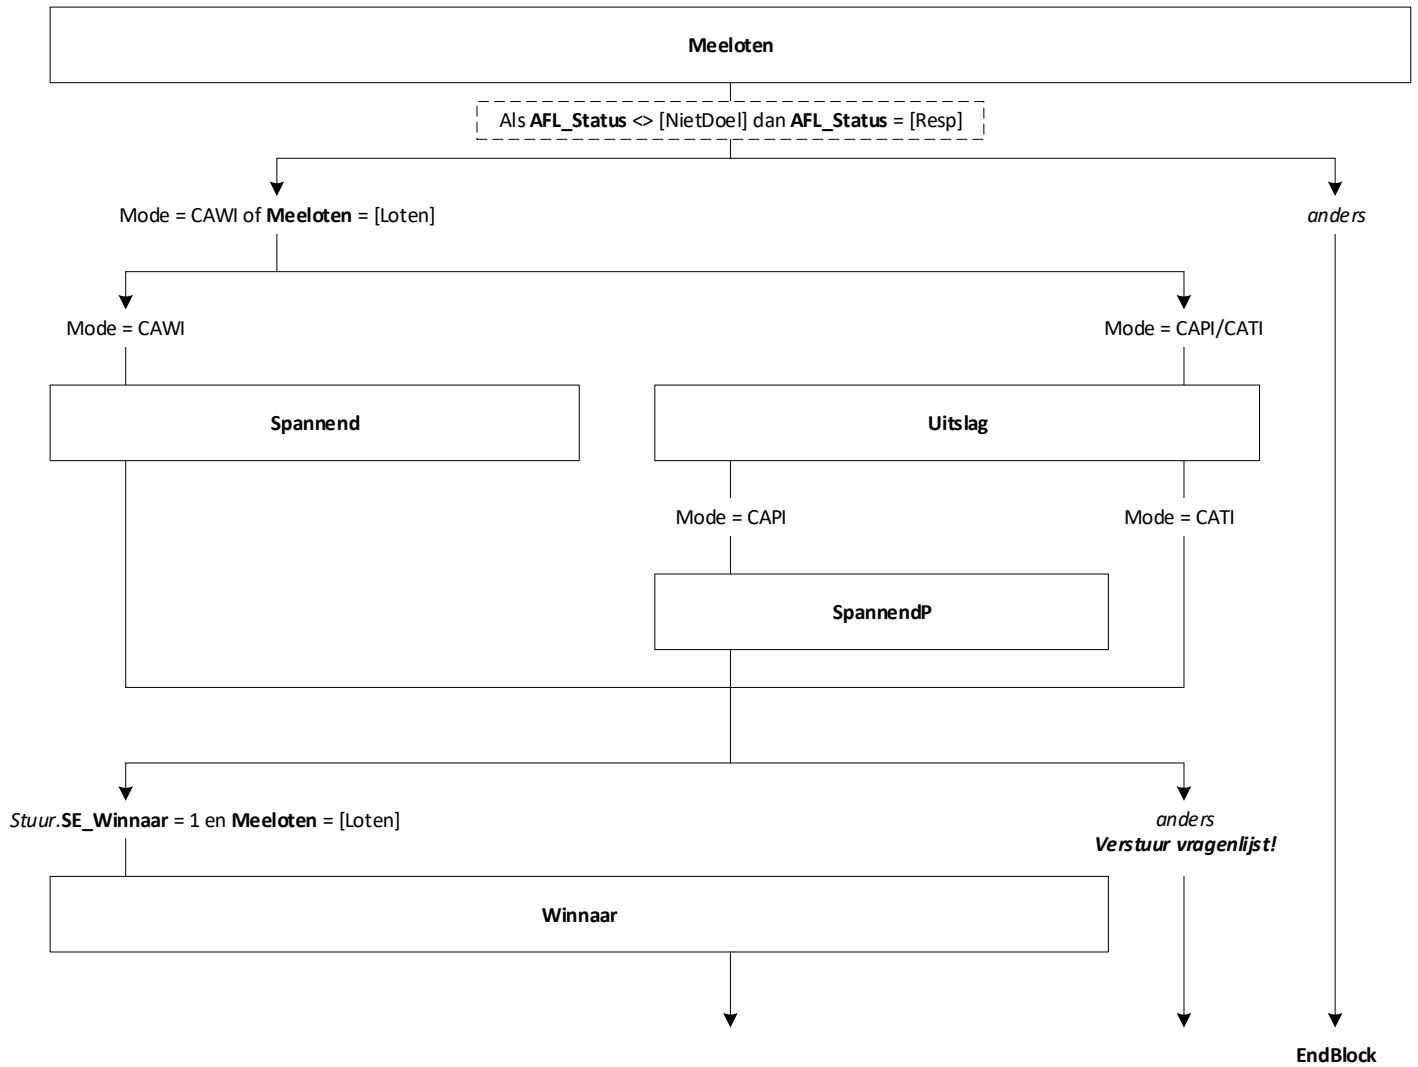 Meeloten
Als AFL_Status <> [NietDoel] dan AFL_Status = [Resp]
Mode = CAWI of Meeloten = [Loten]
anders
Mode = CAWI
Mode = CAPI/CATI
Spannend
Uitslag
Mode = CAPI
Mode = CATI
SpannendP
Stuur.SE_Winnaar = 1 en Meeloten = [Loten]
anders
Verstuur vragenlijst!
Winnaar
EndBlock